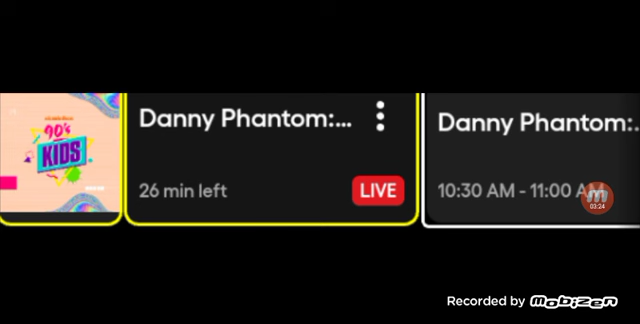 90's
KIDS
Danny Phantom:...
26 min left
LIVE
Danny Phantom:.
10:30 AM - 11:00 AM
03:24
Recorded by Mobizen